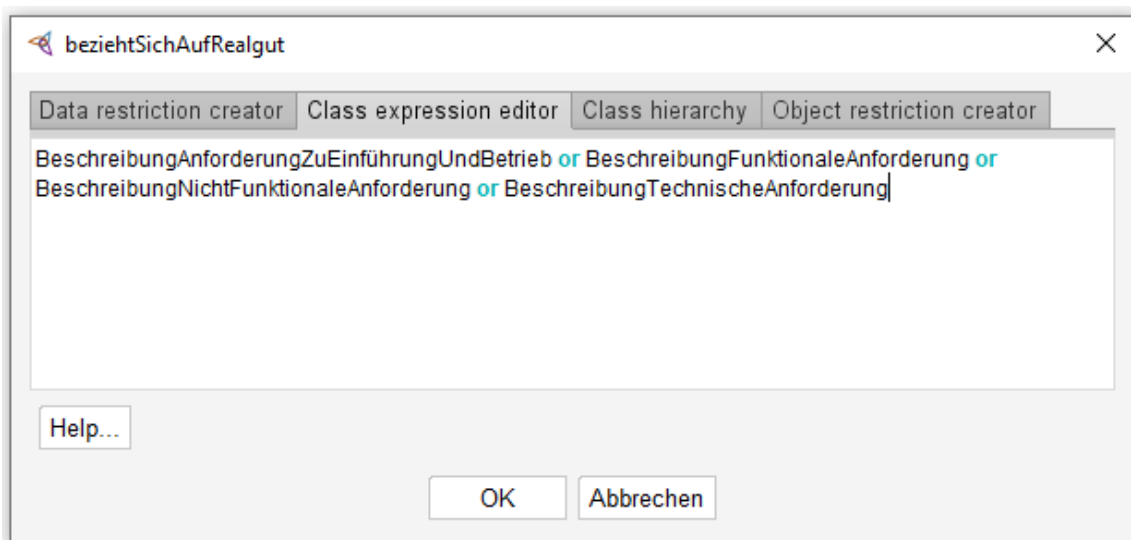 beziehtSichAufRealgut
Data restriction creator Class expression editor Class hierarchy Object restriction creator
BeschreibungAnforderungZuEinführungUndBetrieb or BeschreibungFunktionaleAnforderung or
BeschreibungNichtFunktionaleAnforderung or BeschreibungTechnischeAnforderung
Help...
OK Abbrechen